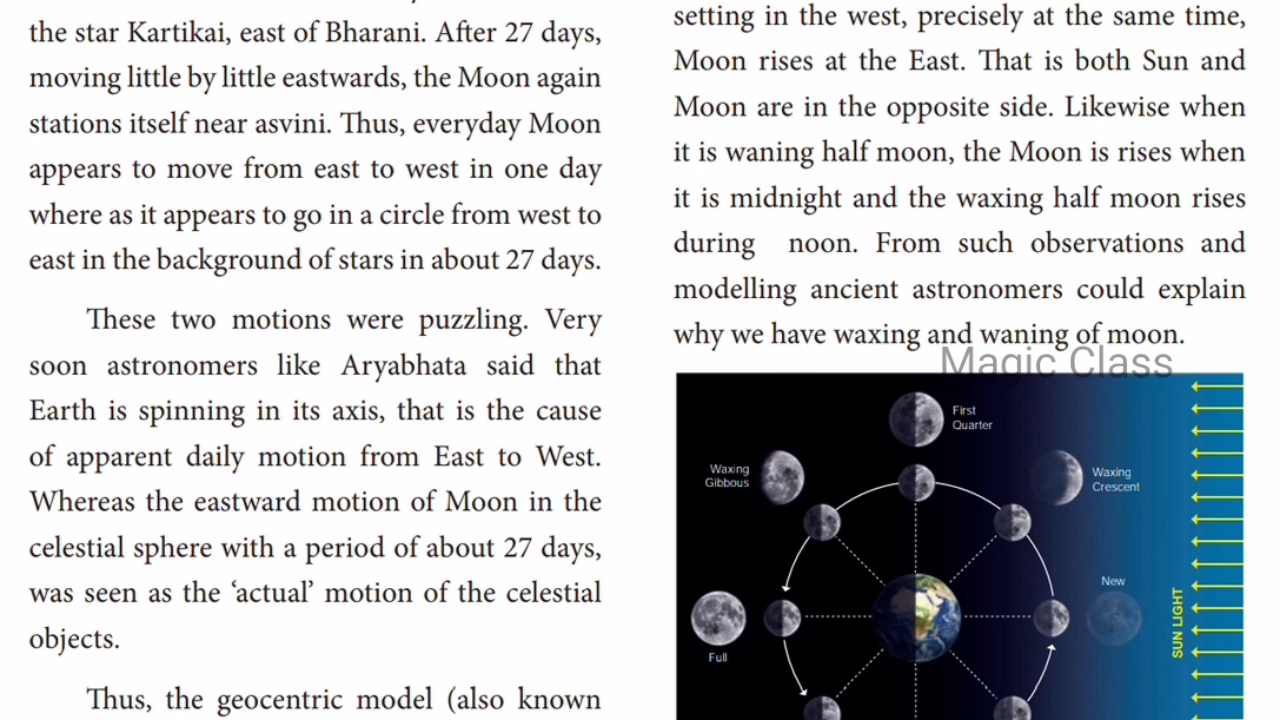 the star Kartikai, east of Bharani. After 27 days,
moving little by little eastwards, the Moon again
stations itself near asvini. Thus, everyday Moon
appears to move from east to west in one day
where as it appears to go in a circle from west to
east in the background of stars in about 27 days.
These two motions were puzzling. Very
soon astronomers like Aryabhata said that
Earth is spinning in its axis, that is the cause
of apparent daily motion from East to West.
Whereas the eastward motion of Moon in the
celestial sphere with a period of about 27 days,
was seen as the ‘actual’ motion of the celestial
objects.
Thus, the geocentric model (also known
setting in the west, precisely at the same time,
Moon rises at the East. That is both Sun and
Moon are in the opposite side. Likewise when
it is waning half moon, the Moon is rises when
it is midnight and the waxing half moon rises
during noon. From such observations and
modelling ancient astronomers could explain
why we have waxing and waning of moon.
Magic Class
First
Quarter
Waxing
Gibbous
Waxing
Crescent
New
Full
SUN LIGHT